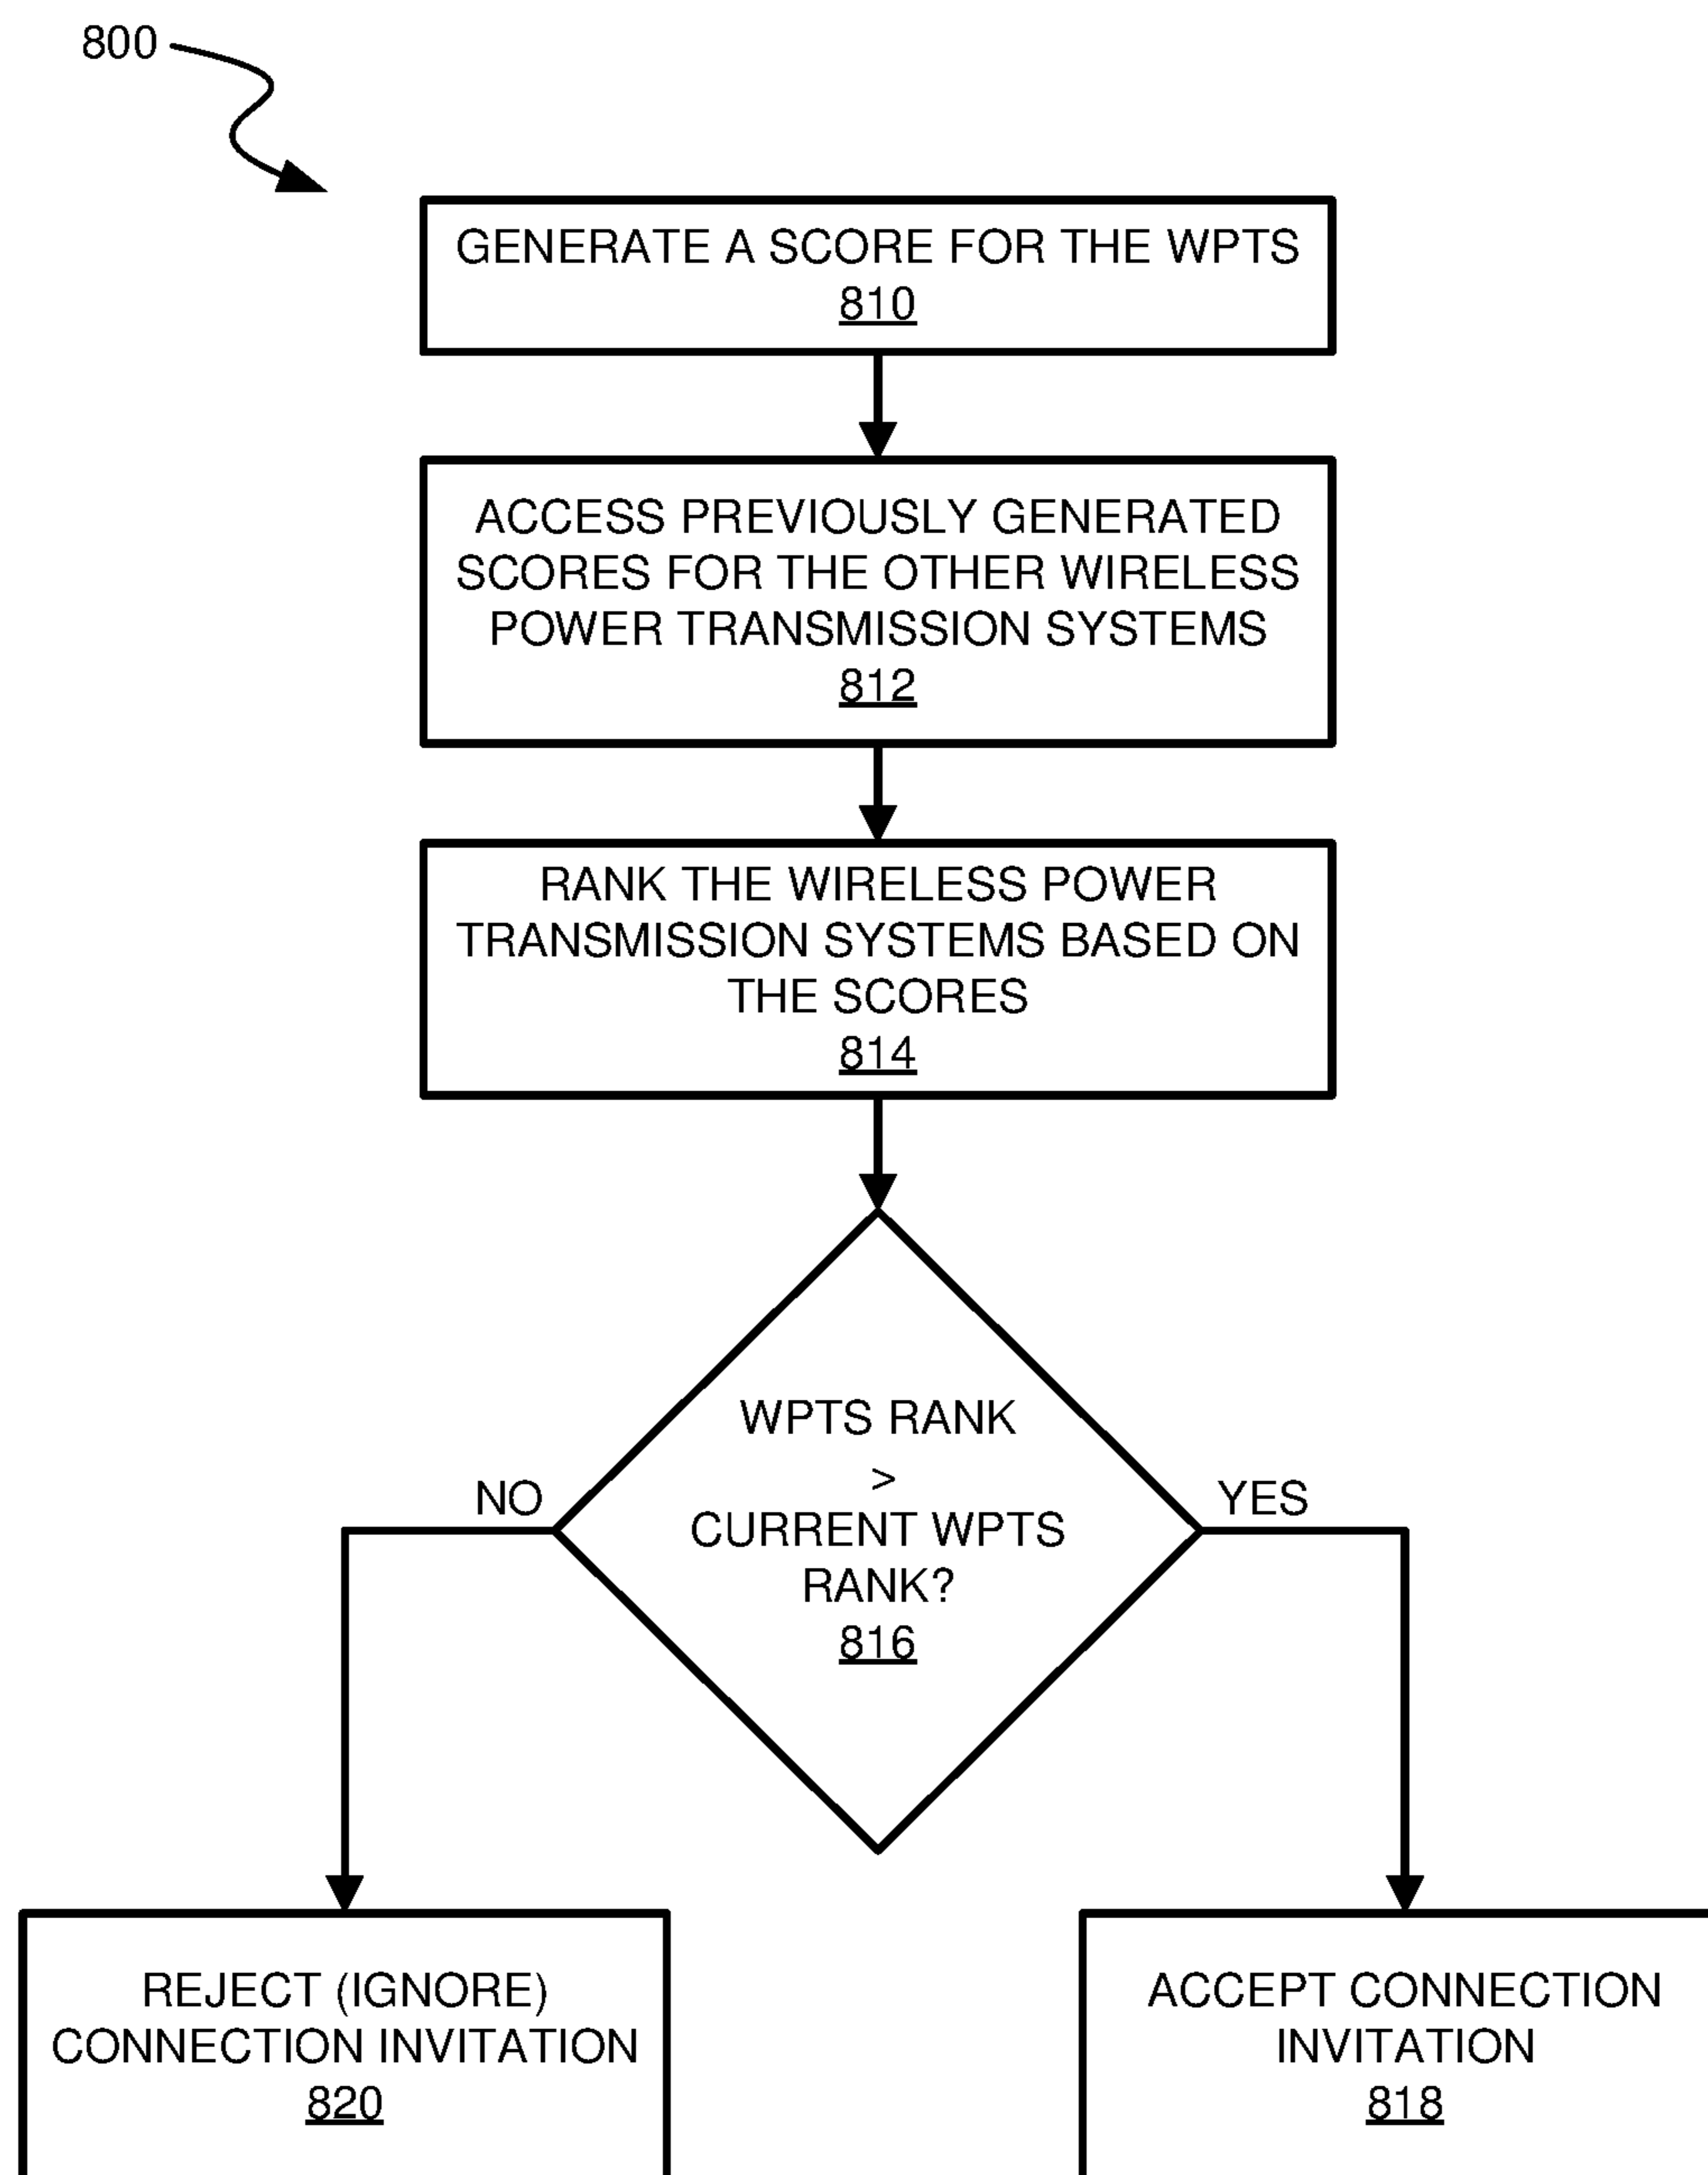 800
GENERATE A SCORE FOR THE WPTS
810
ACCESS PREVIOUSLY GENERATED
SCORES FOR THE OTHER WIRELESS
POWER TRANSMISSION SYSTEMS
812
RANK THE WIRELESS POWER
TRANSMISSION SYSTEMS BASED ON
THE SCORES
814
WPTS RANK
>
CURRENT WPTS
RANK?
816
NO
YES
REJECT (IGNORE)
CONNECTION INVITATION
820
ACCEPT CONNECTION
INVITATION
818